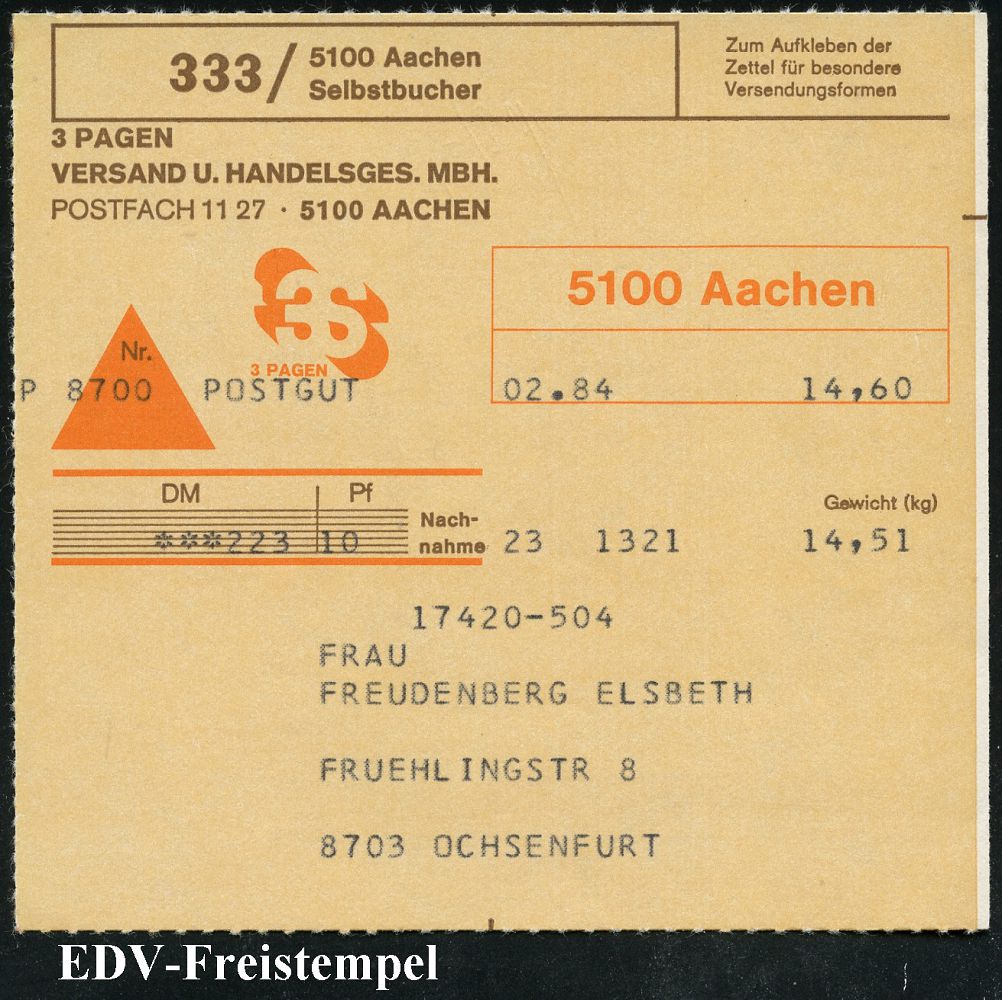 333/ 5100 Aachen
Selbstbucher
Zum Aufkleben der
Zettel für besondere
Versendungsformen
3 PAGEN
VERSAND U. HANDELSGES. MBH.
POSTFACH 11 27 · 5100 AACHEN
3S
3 PAGEN
5100 Aachen
Nr.
P 8700 POSTGUT 02.84 14,60
DM Pf
Gewicht (kg)
Nach-
nahme
***223 10 23 1321 14,51
17420-504
FRAU
FREUDENBERG ELSBETH
FRUEHLINGSTR 8
8703 OCHSENFURT
EDV-Freistempel